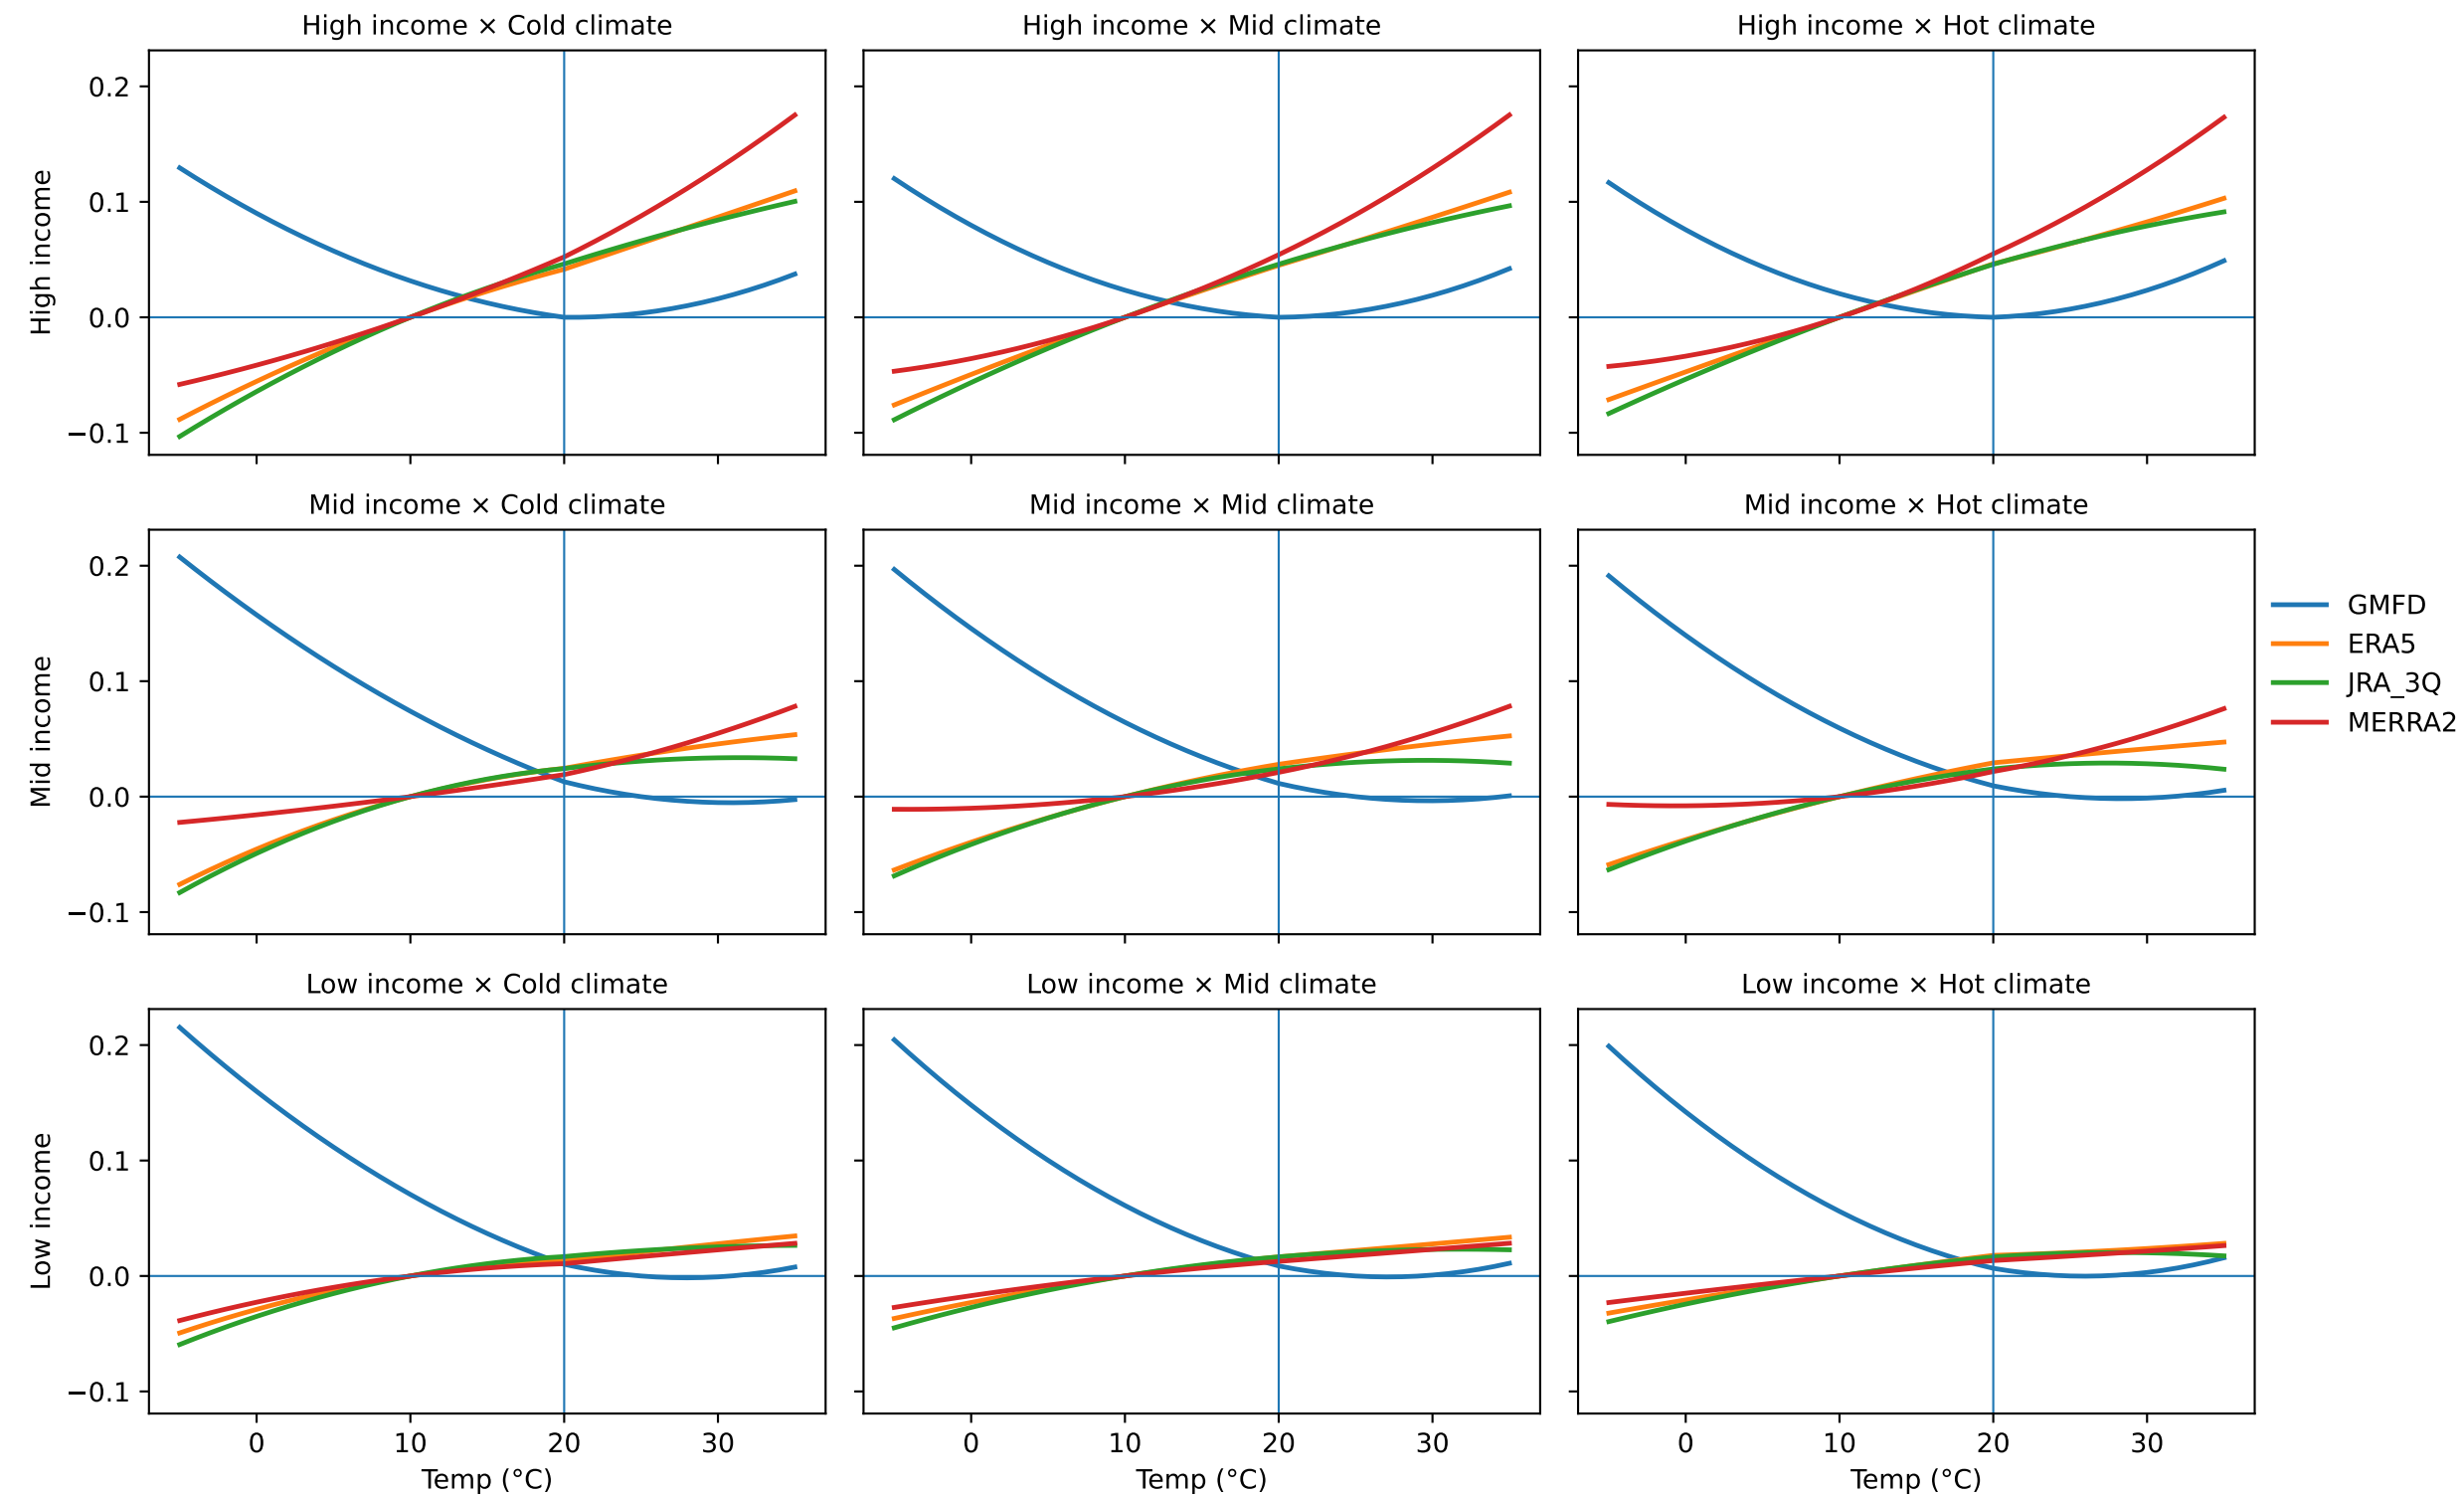 High income × Cold climate
High income × Mid climate
High income × Hot climate
High income
0.2
0.1
0.0
−0.1
Mid income × Cold climate
Mid income × Mid climate
Mid income × Hot climate
Mid income
0.2
0.1
0.0
−0.1
GMFD
ERA5
JRA_3Q
MERRA2
Low income × Cold climate
Low income × Mid climate
Low income × Hot climate
Low income
0.2
0.1
0.0
−0.1
0 10 20 30
0 10 20 30
0 10 20 30
Temp (°C)
Temp (°C)
Temp (°C)